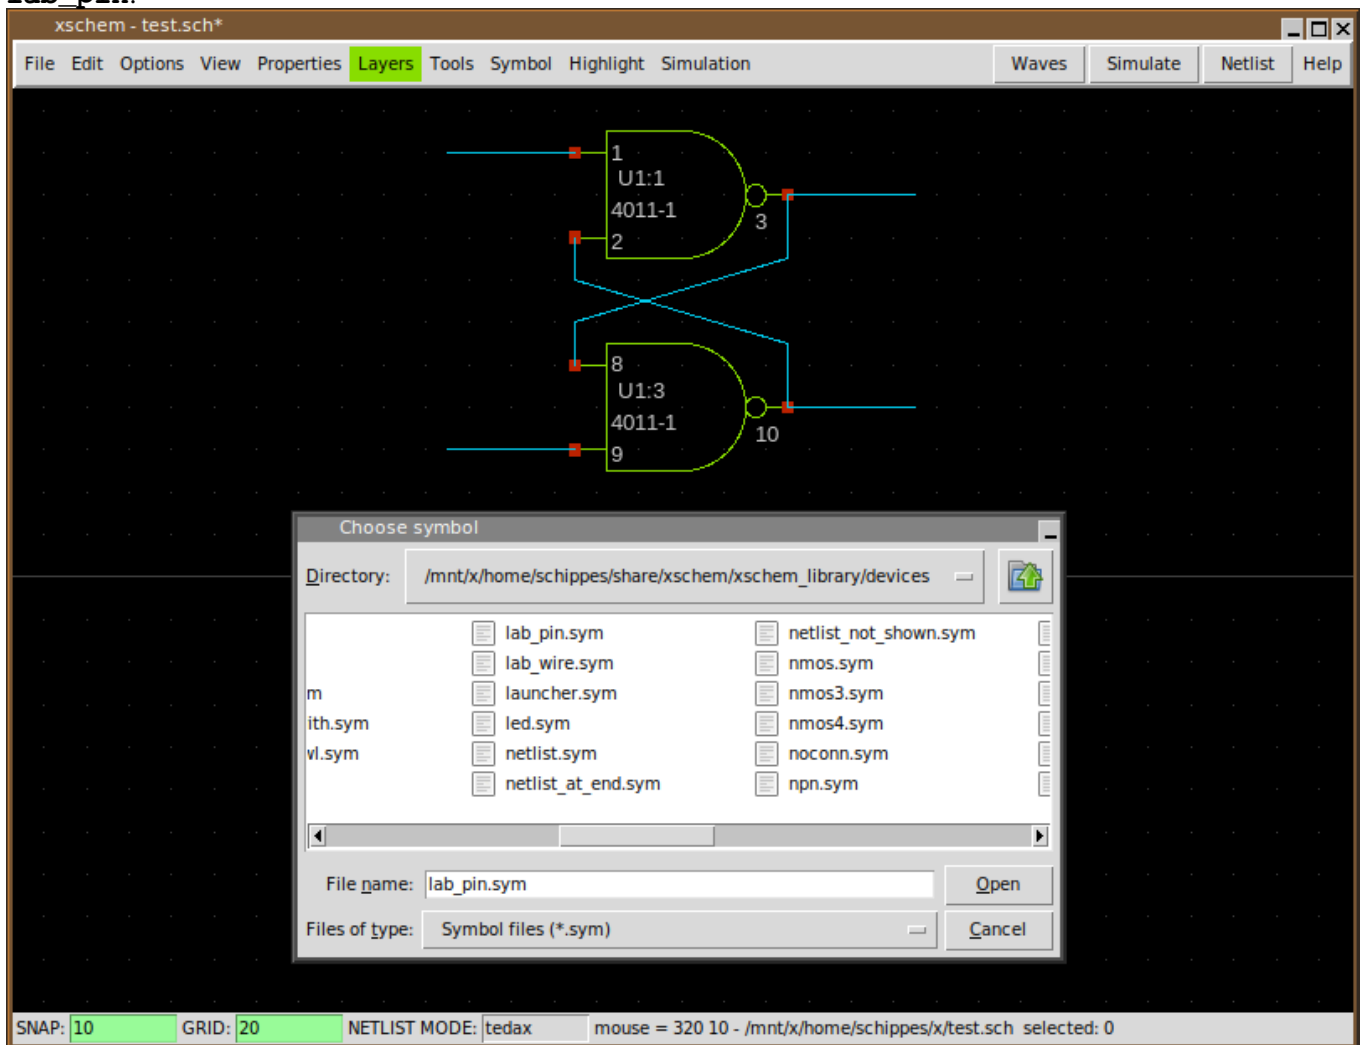 lab_pin.
xschem - test.sch*
File Edit Options View Properties Layers Tools Symbol Highlight Simulation Waves Simulate Netlist Help
1
U1:1
4011-1
3
2
8
U1:3
4011-1
10
9
Choose symbol
Directory: /mnt/x/home/schippes/share/xschem/xschem_library/devices
lab_pin.sym netlist_not_shown.sym
lab_wire.sym nmos.sym
m launcher.sym nmos3.sym
ith.sym led.sym nmos4.sym
vl.sym netlist.sym noconn.sym
netlist_at_end.sym npn.sym
File name: lab_pin.sym Open
Files of type: Symbol files (*.sym) Cancel
SNAP: 10 GRID: 20 NETLIST MODE: tedax mouse = 320 10 - /mnt/x/home/schippes/x/test.sch selected: 0